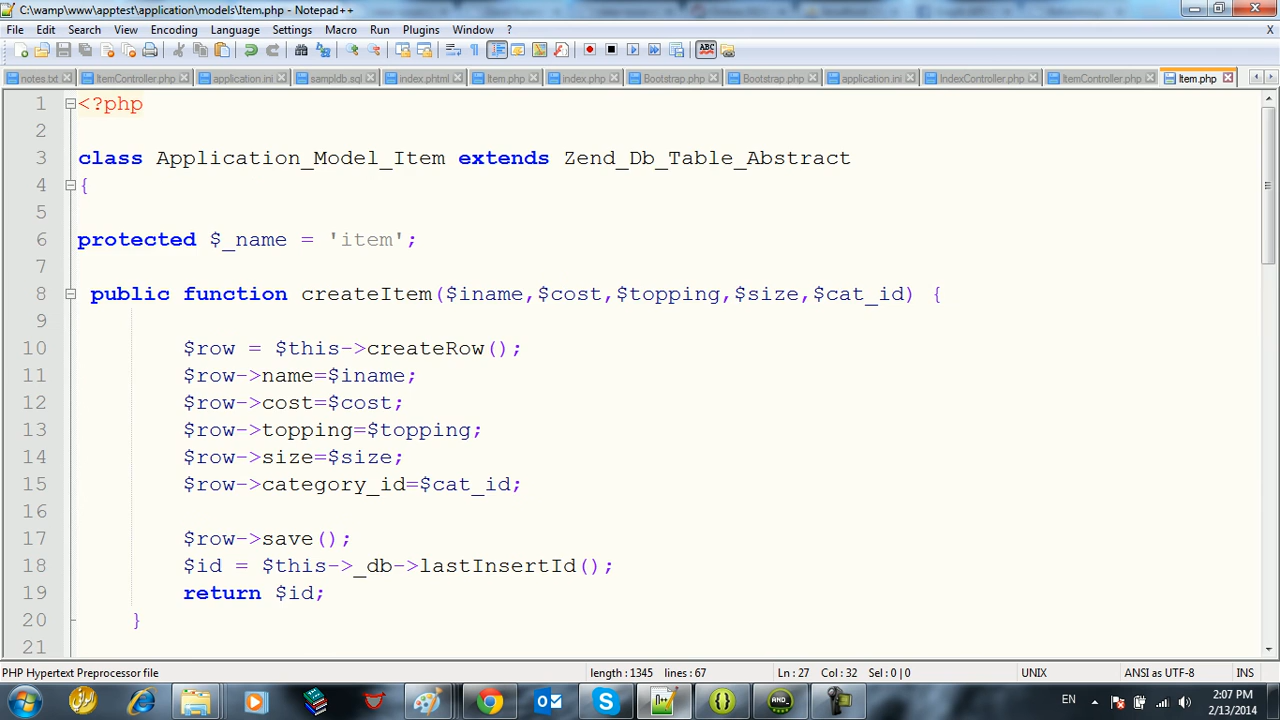 C:\wamp\www\apptest\application\models\Item.php - Notepad++
File Edit Search View Encoding Language Settings Macro Run Plugins Window ? X
notes.txt ItemController.php application.ini sampldb.sql index.phtml Item.php index.php Bootstrap.php Bootstrap.php application.ini IndexController.php ItemController.php Item.php
1 <?php
2
3 class Application_Model_Item extends Zend_Db_Table_Abstract
4 {
5
6 protected $_name = 'item';
7
8 public function createItem($iname,$cost,$topping,$size,$cat_id) {
9
10 $row = $this->createRow();
11 $row->name=$iname;
12 $row->cost=$cost;
13 $row->topping=$topping;
14 $row->size=$size;
15 $row->category_id=$cat_id;
16
17 $row->save();
18 $id = $this->_db->lastInsertId();
19 return $id;
20 }
21
PHP Hypertext Preprocessor file length : 1345 lines : 67 Ln : 27 Col : 32 Sel : 0 | 0 UNIX ANSI as UTF-8 INS
EN 2:07 PM
2/13/2014